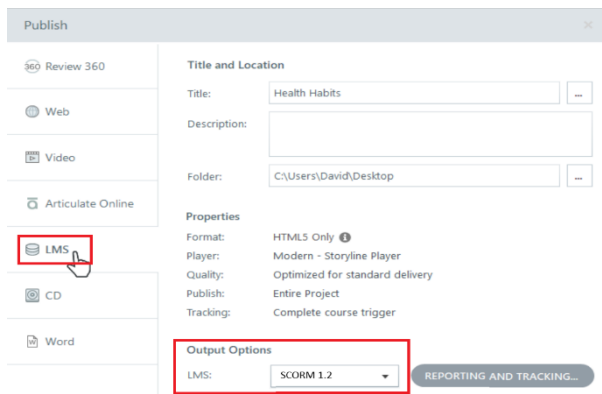 Publish
360 Review 360
Web
Video
Articulate Online
LMS
CD
W Word
Title and Location
Title: Health Habits ...
Description:
Folder: C:\Users\David\Desktop ...
Properties
Format: HTML5 Only
Player: Modern - Storyline Player
Quality: Optimized for standard delivery
Publish: Entire Project
Tracking: Complete course trigger
Output Options
LMS: SCORM 1.2 REPORTING AND TRACKING...